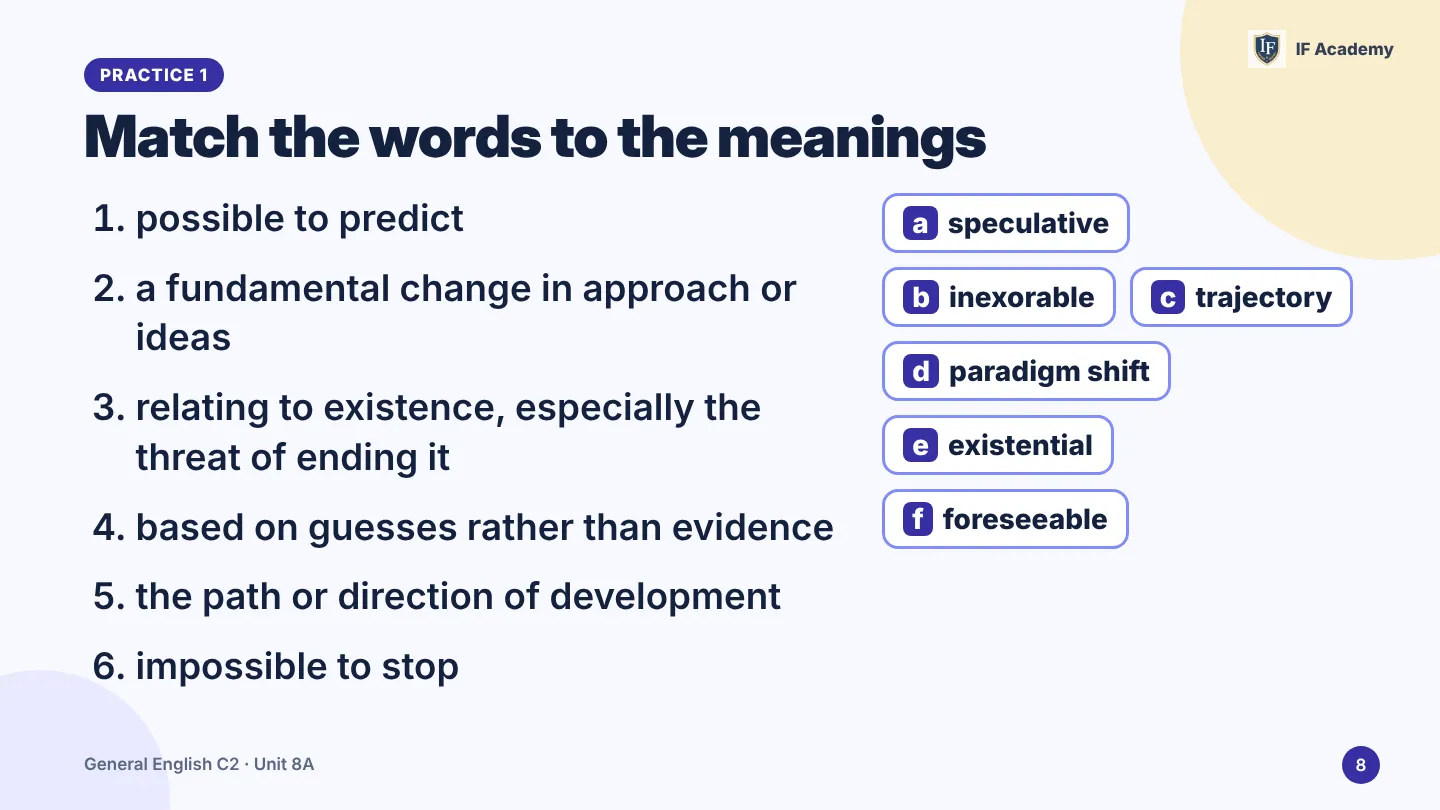 IF
IF Academy
PRACTICE 1
Match the words to the meanings
1. possible to predict
2. a fundamental change in approach or
ideas
3. relating to existence, especially the
threat of ending it
4. based on guesses rather than evidence
5. the path or direction of development
6. impossible to stop
a speculative
b inexorable
c trajectory
d paradigm shift
e existential
f foreseeable
General English C2 · Unit 8A
8